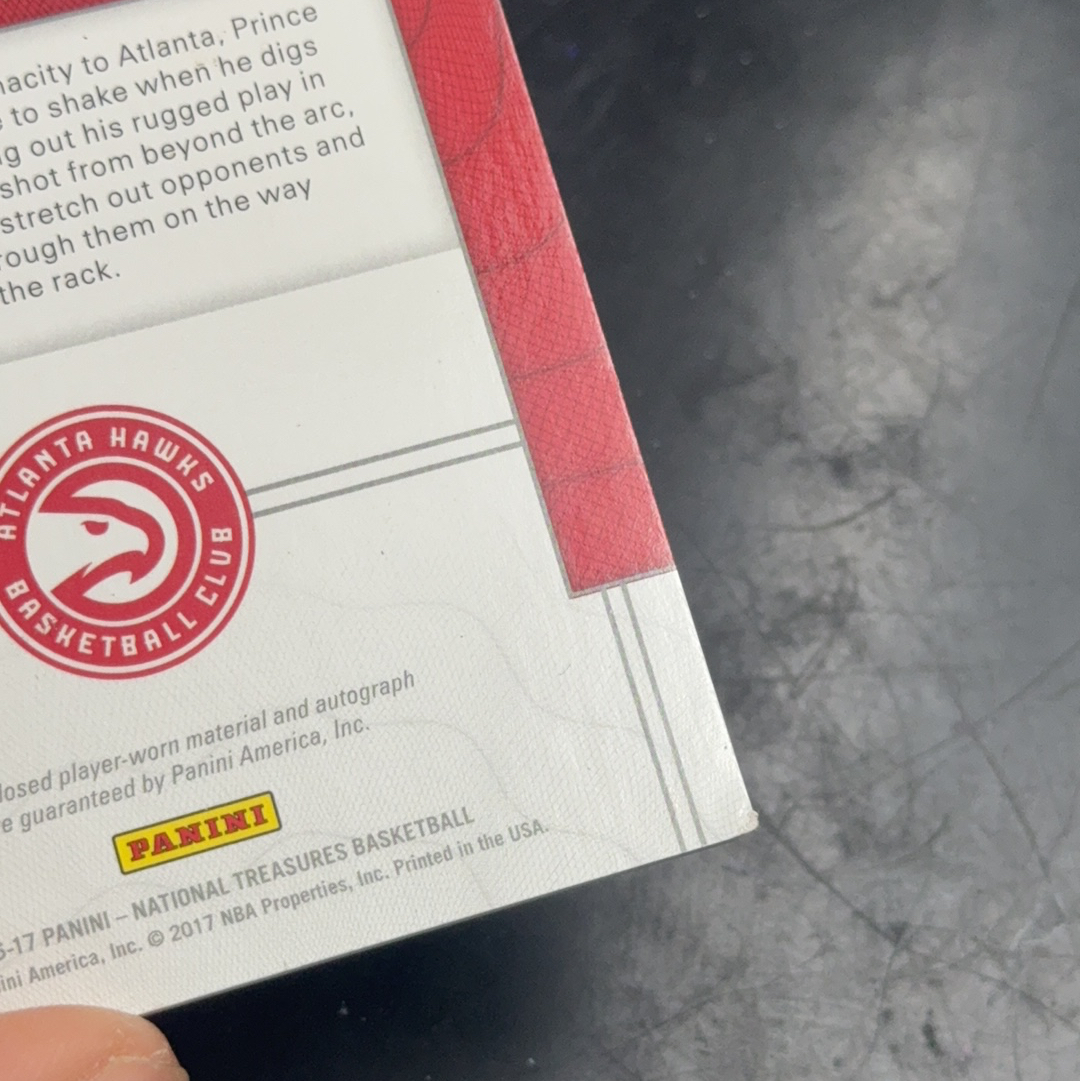 nacity to Atlanta, Prince
to shake when he digs
g out his rugged play in
shot from beyond the arc,
stretch out opponents and
rough them on the way
the rack.
ATLANTA HAWKS
BASKETBALL CLUB
losed player-worn material and autograph
e guaranteed by Panini America, Inc.
PANINI
6-17 PANINI – NATIONAL TREASURES BASKETBALL
ini America, Inc. © 2017 NBA Properties, Inc. Printed in the USA.